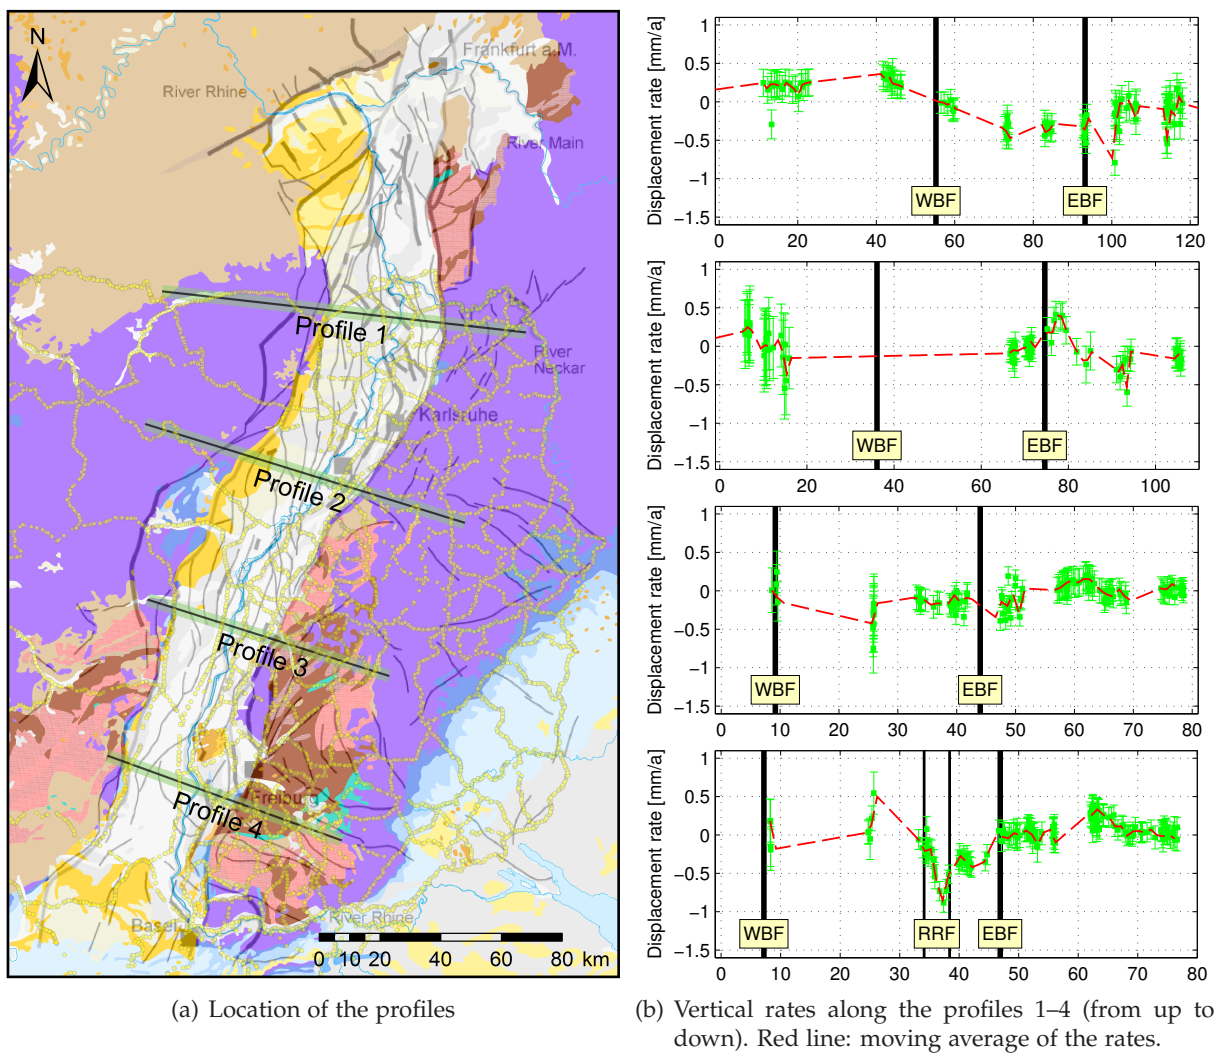 N
Frankfurt a.M.
River Rhine
River Main
Profile 1
River
Neckar
Karlsruhe
Profile 2
Profile 3
Freiburg
Profile 4
Basel
River Rhine
0 10 20 40 60 80 km
(a) Location of the profiles
Displacement rate [mm/a]
1
0.5
0
−0.5
−1
−1.5
WBF
EBF
0 20 40 60 80 100 120
Displacement rate [mm/a]
1
0.5
0
−0.5
−1
−1.5
WBF
EBF
0 20 40 60 80 100
Displacement rate [mm/a]
1
0.5
0
−0.5
−1
−1.5
WBF
EBF
0 10 20 30 40 50 60 70 80
Displacement rate [mm/a]
1
0.5
0
−0.5
−1
−1.5
WBF
RRF
EBF
0 10 20 30 40 50 60 70 80
(b) Vertical rates along the profiles 1–4 (from up to
down). Red line: moving average of the rates.